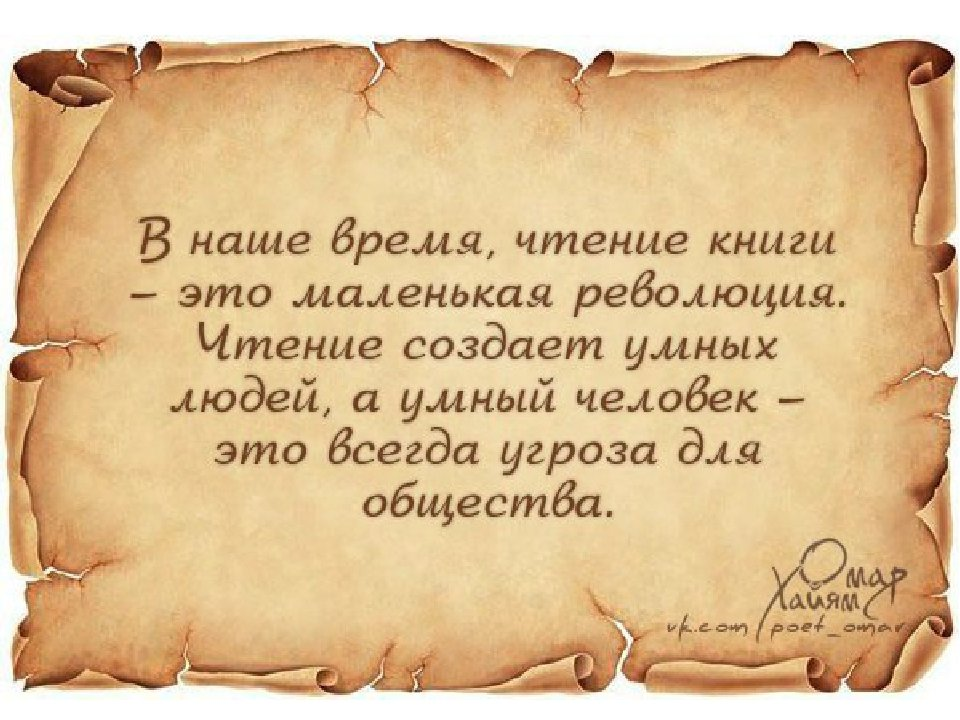 В наше время, чтение книги
– это маленькая революция.
Чтение создает умных
людей, а умный человек –
это всегда угроза для
общества.
Омар
Хайям
vk.com/poet_omar